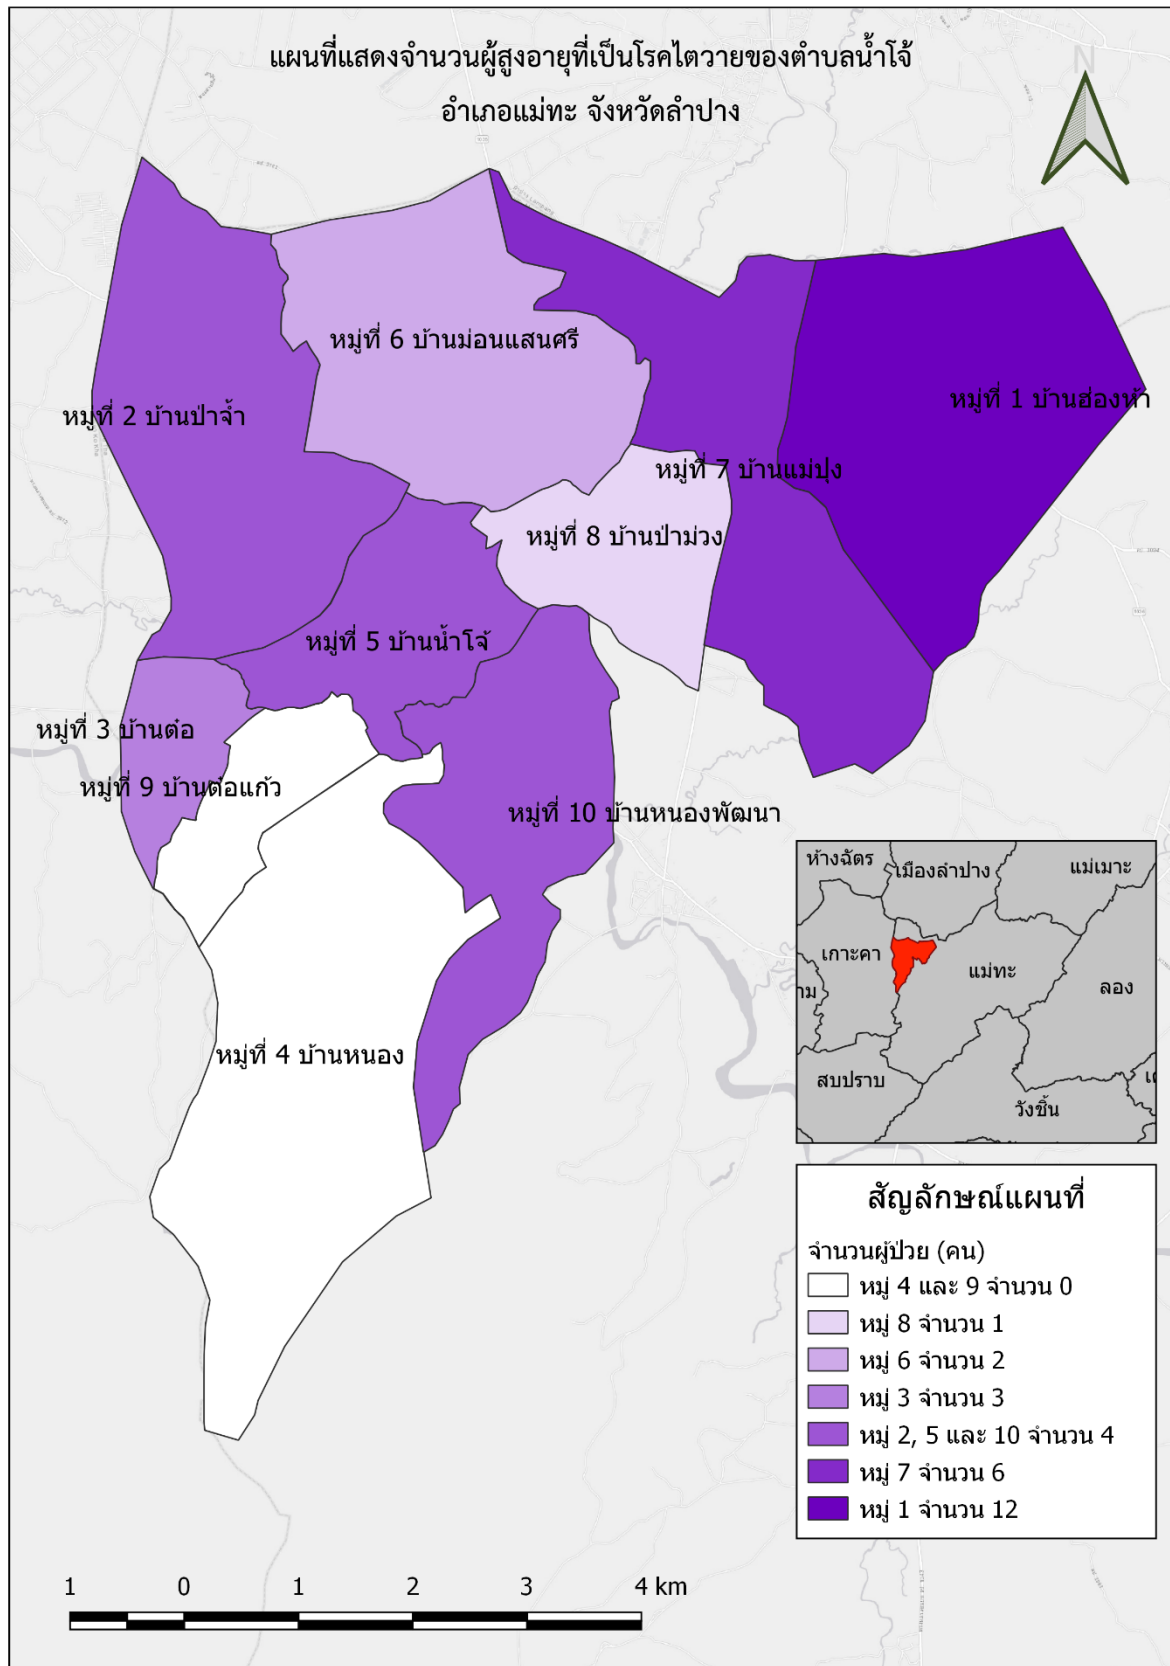 แผนที่แสดงจำนวนผู้สูงอายุที่เป็นโรคไตวายของตำบลน้ำโจ้
อำเภอแม่ทะ จังหวัดลำปาง
N
หมู่ที่ 6 บ้านม่อนแสนศรี
หมู่ที่ 1 บ้านฮ่องห้า
หมู่ที่ 2 บ้านป่าจ้ำ
หมู่ที่ 7 บ้านแม่ปุง
หมู่ที่ 8 บ้านป่าม่วง
หมู่ที่ 5 บ้านน้ำโจ้
หมู่ที่ 3 บ้านต๋อ
หมู่ที่ 9 บ้านต๋อแก้ว
หมู่ที่ 10 บ้านหนองพัฒนา
หมู่ที่ 4 บ้านหนอง
ห้างฉัตร
เมืองลำปาง
แม่เมาะ
เกาะคา
แม่ทะ
ลอง
าม
สบปราบ
วังชิ้น
สัญลักษณ์แผนที่
จำนวนผู้ป่วย (คน)
หมู่ 4 และ 9 จำนวน 0
หมู่ 8 จำนวน 1
หมู่ 6 จำนวน 2
หมู่ 3 จำนวน 3
หมู่ 2, 5 และ 10 จำนวน 4
หมู่ 7 จำนวน 6
หมู่ 1 จำนวน 12
1 0 1 2 3 4 km